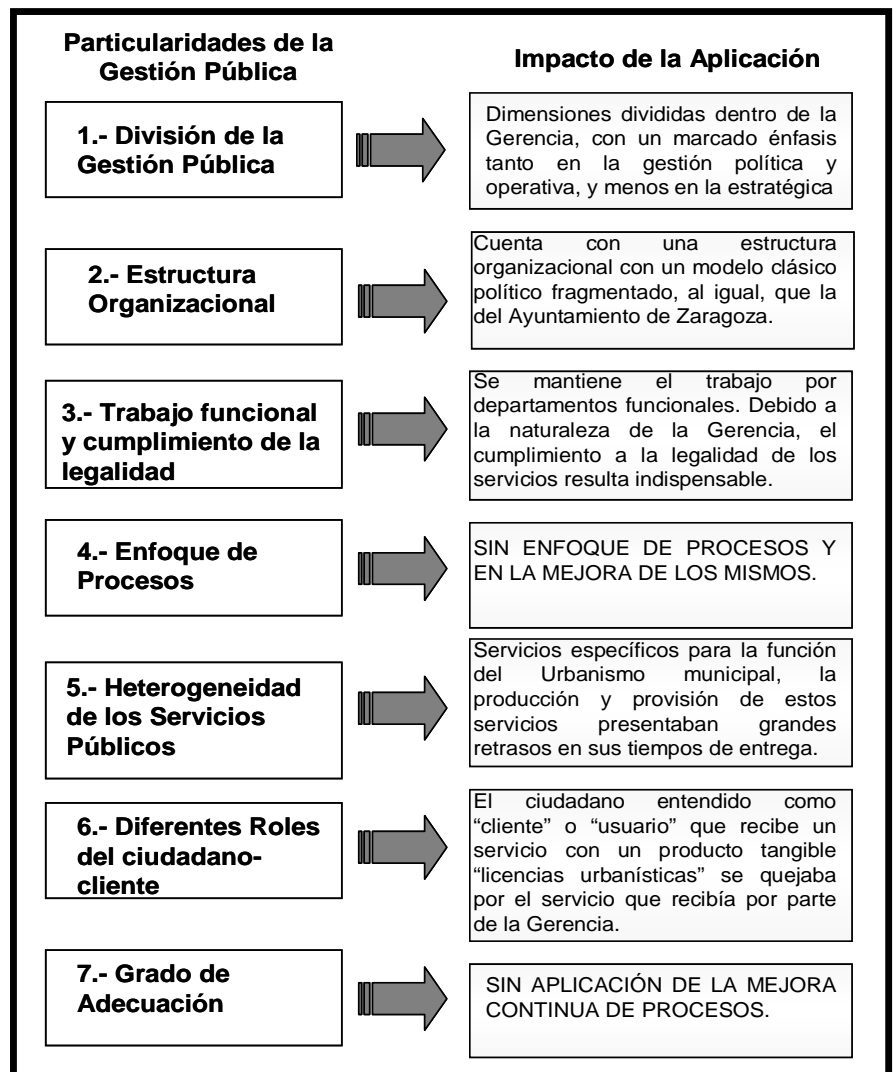 Particularidades de la
Gestión Pública
Impacto de la Aplicación
1.- División de la
Gestión Pública
Dimensiones divididas dentro de la
Gerencia, con un marcado énfasis
tanto en la gestión política y
operativa, y menos en la estratégica
2.- Estructura
Organizacional
Cuenta con una estructura
organizacional con un modelo clásico
político fragmentado, al igual, que la
del Ayuntamiento de Zaragoza.
3.- Trabajo funcional
y cumplimiento de la
legalidad
Se mantiene el trabajo por
departamentos funcionales. Debido a
la naturaleza de la Gerencia, el
cumplimiento a la legalidad de los
servicios resulta indispensable.
4.- Enfoque de
Procesos
SIN ENFOQUE DE PROCESOS Y
EN LA MEJORA DE LOS MISMOS.
5.- Heterogeneidad
de los Servicios
Públicos
Servicios específicos para la función
del Urbanismo municipal, la
producción y provisión de estos
servicios presentaban grandes
retrasos en sus tiempos de entrega.
6.- Diferentes Roles
del ciudadano-
cliente
El ciudadano entendido como
“cliente” o “usuario” que recibe un
servicio con un producto tangible
“licencias urbanísticas” se quejaba
por el servicio que recibía por parte
de la Gerencia.
7.- Grado de
Adecuación
SIN APLICACIÓN DE LA MEJORA
CONTINUA DE PROCESOS.